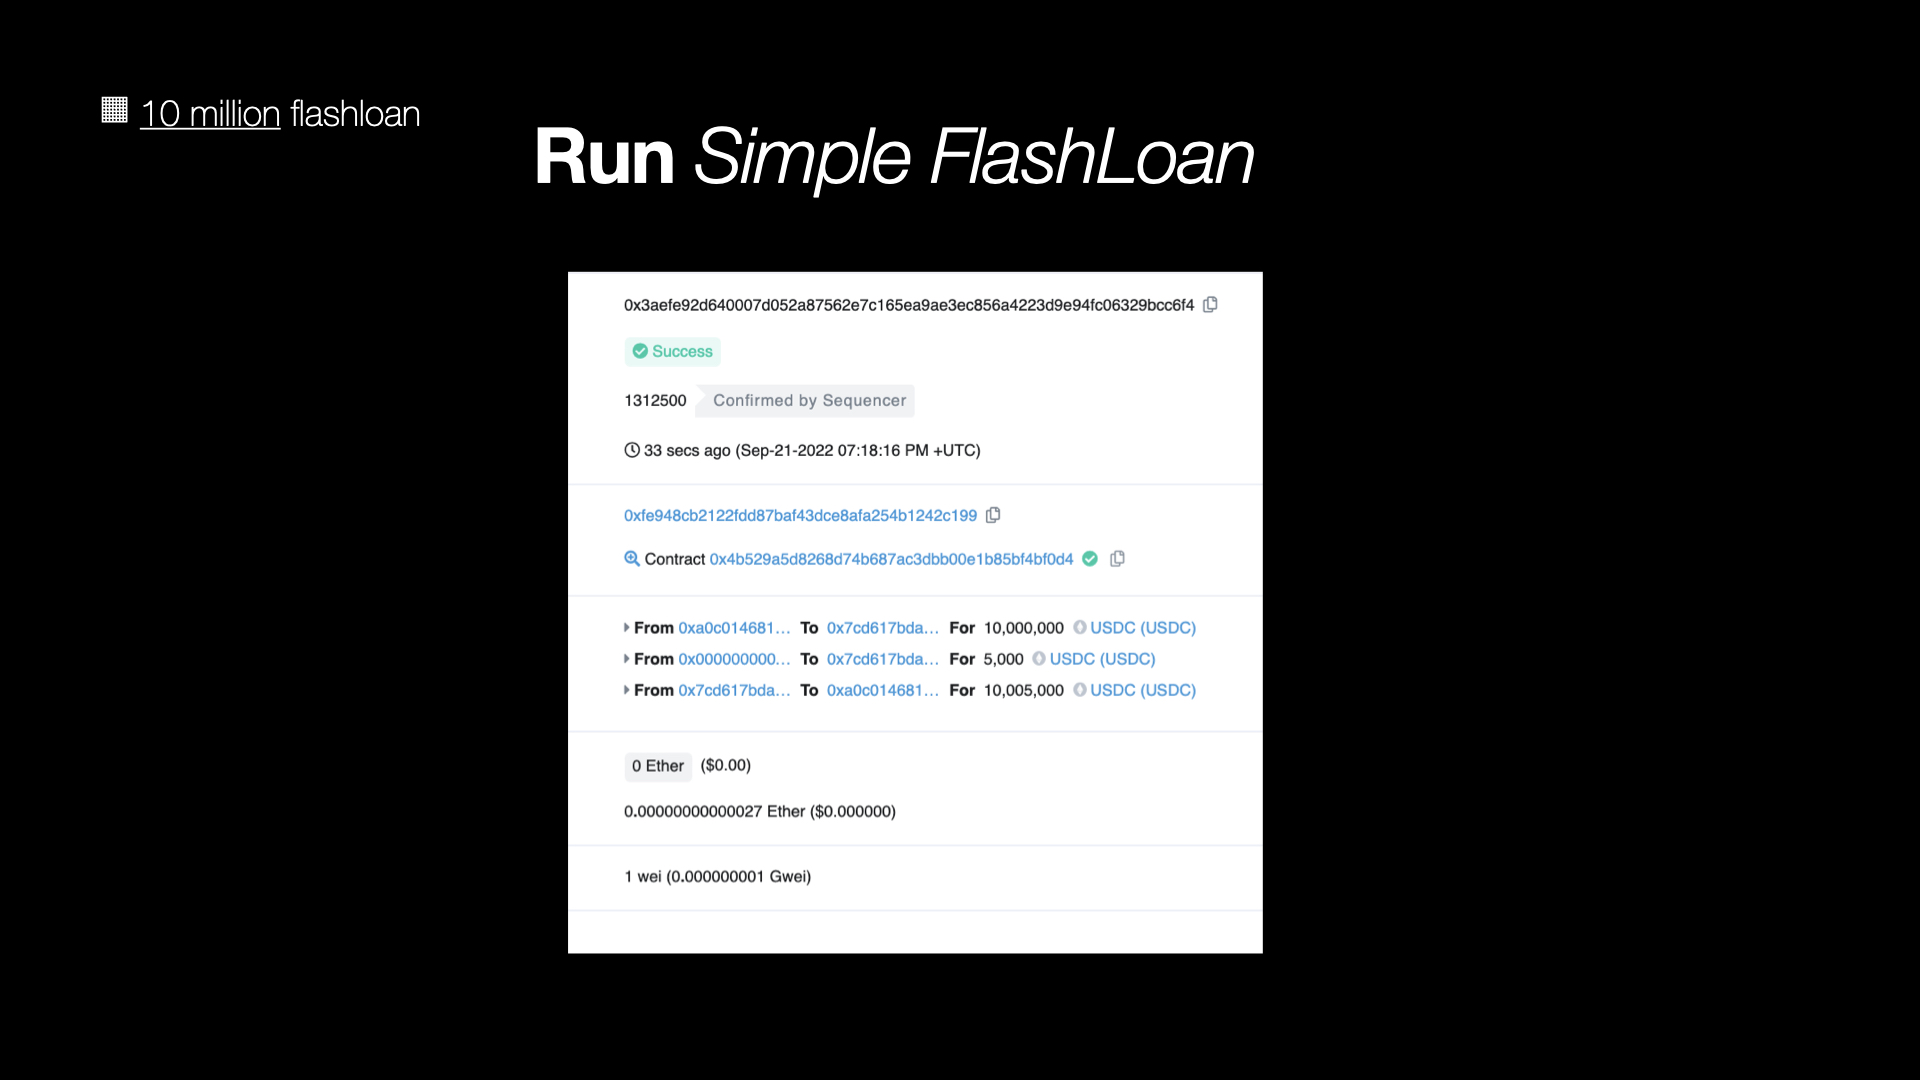 10 million flashloan
Run Simple FlashLoan
0x3aefe92d640007d052a87562e7c165ea9ae3ec856a4223d9e94fc06329bcc6f4
Success
1312500 Confirmed by Sequencer
33 secs ago (Sep-21-2022 07:18:16 PM +UTC)
0xfe948cb2122fdd87baf43dce8afa254b1242c199
Contract 0x4b529a5d8268d74b687ac3dbb00e1b85bf4bf0d4
From 0xa0c014681... To 0x7cd617bda... For 10,000,000 USDC (USDC)
From 0x000000000... To 0x7cd617bda... For 5,000 USDC (USDC)
From 0x7cd617bda... To 0xa0c014681... For 10,005,000 USDC (USDC)
0 Ether ($0.00)
0.00000000000027 Ether ($0.000000)
1 wei (0.000000001 Gwei)